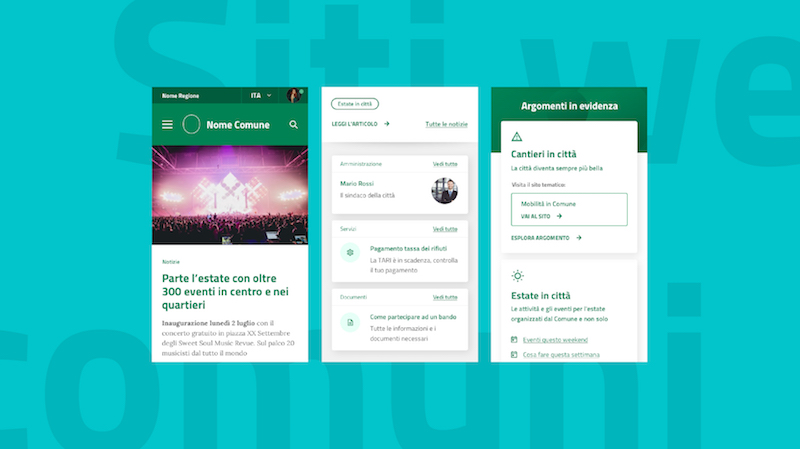 Siti we
comuni
Nome Regione
ITA
Nome Comune
Notizie
Parte l'estate con oltre
300 eventi in centro e nei
quartieri
Inaugurazione lunedì 2 luglio con il
concerto gratuito in piazza XX Settembre
degli Sweet Soul Music Revue. Sul palco 20
musicisti dal tutto il mondo
Estate in città
LEGGI L'ARTICOLO
Tutte le notizie
Amministrazione
Vedi tutte
Mario Rossi
Il sindaco della città
Servizi
Vedi tutte
Pagamento tassa dei rifiuti
La TARI è in scadenza, controlla
il tuo pagamento
Documenti
Vedi tutte
Come partecipare ad un bando
Tutte le informazioni e i
documenti necessari
Argomenti in evidenza
Cantieri in città
La città diventa sempre più bella
Visita il sito tematico:
Mobilità in Comune
VAI AL SITO
ESPLORA ARGOMENTO
Estate in città
Le attività e gli eventi per l'estate
organizzati dal Comune e non solo
Eventi questo weekend
Cosa fare questa settimana